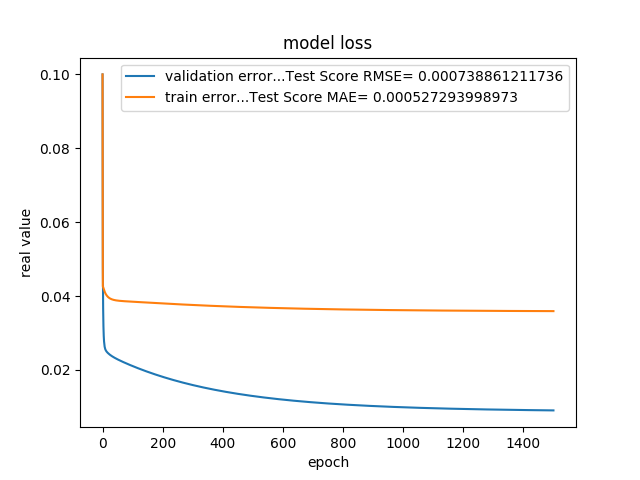 model loss
validation error...Test Score RMSE= 0.000738861211736
train error...Test Score MAE= 0.000527293998973
0.10
0.08
0.06
0.04
0.02
real value
0 200 400 600 800 1000 1200 1400
epoch